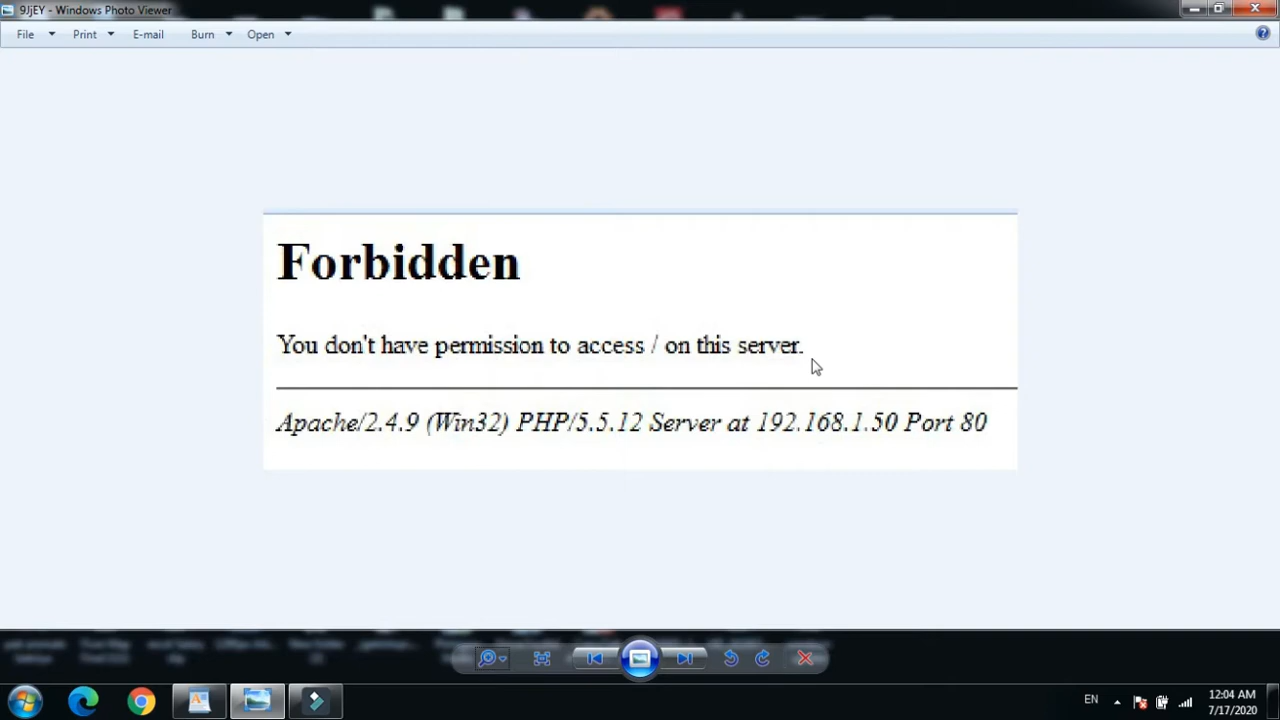 9JjEY - Windows Photo Viewer
File Print E-mail Burn Open
Forbidden
You don't have permission to access / on this server.
Apache/2.4.9 (Win32) PHP/5.5.12 Server at 192.168.1.50 Port 80
EN
12:04 AM
7/17/2020